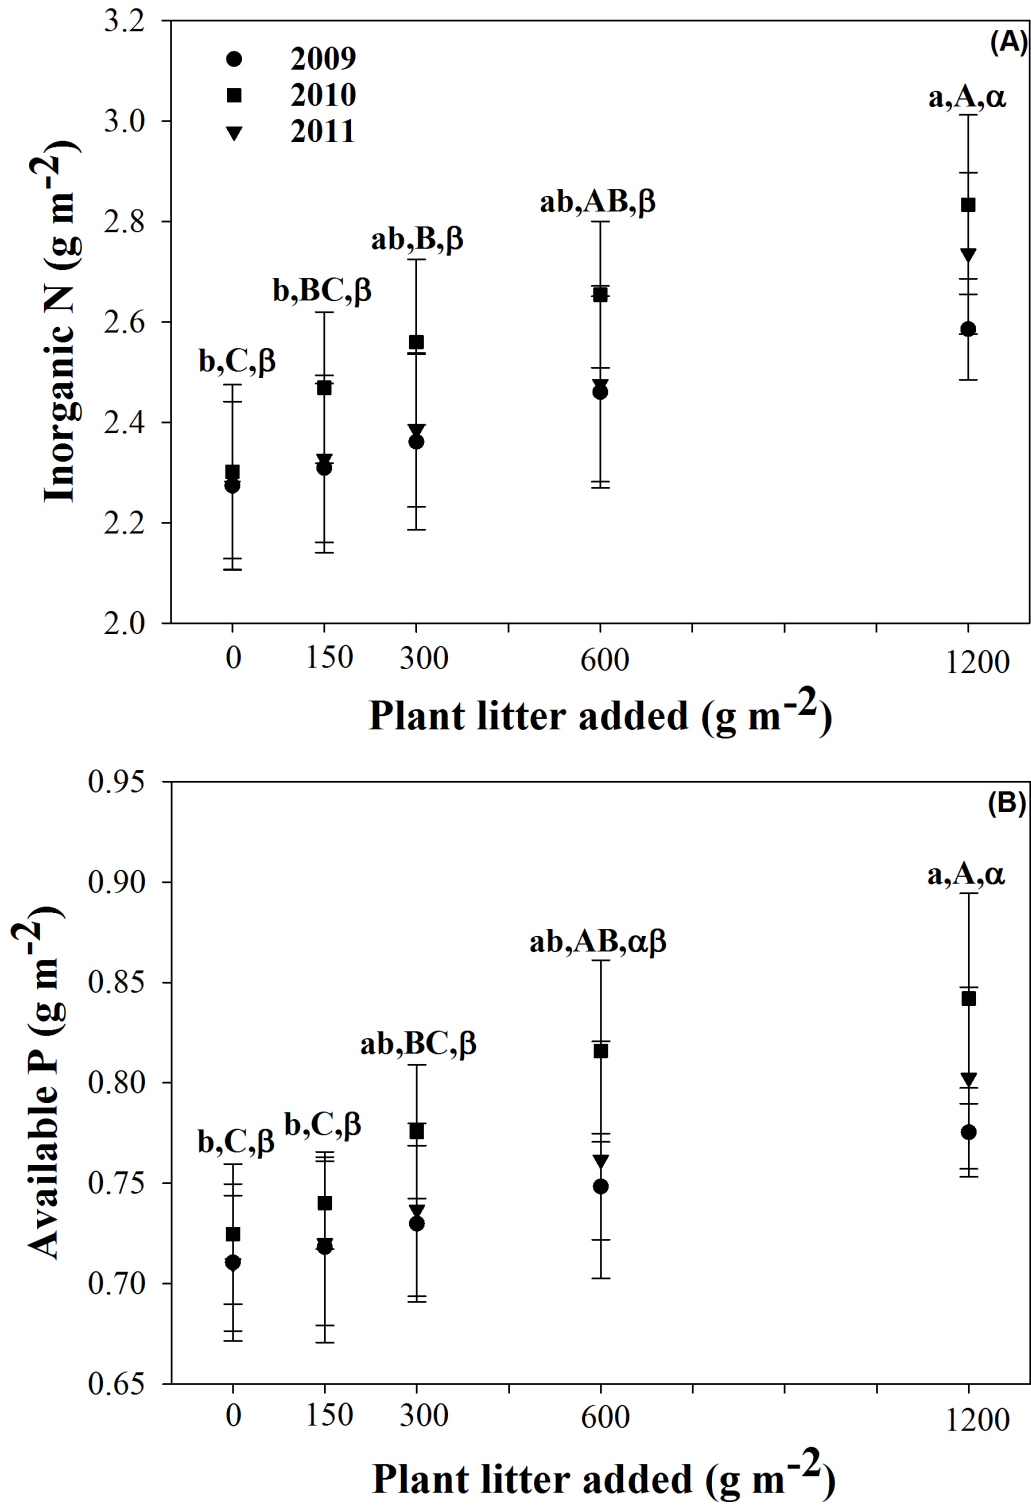 3.2
(A)
2009
2010
2011
a,A,α
3.0
ab,AB,β
2.8
ab,B,β
b,BC,β
2.6
b,C,β
2.4
2.2
2.0
Inorganic N (g m-2)
0 150 300 600 1200
Plant litter added (g m-2)
0.95
(B)
0.90
a,A,α
ab,AB,αβ
0.85
ab,BC,β
0.80
b,C,β
b,C,β
0.75
0.70
0.65
Available P (g m-2)
0 150 300 600 1200
Plant litter added (g m-2)